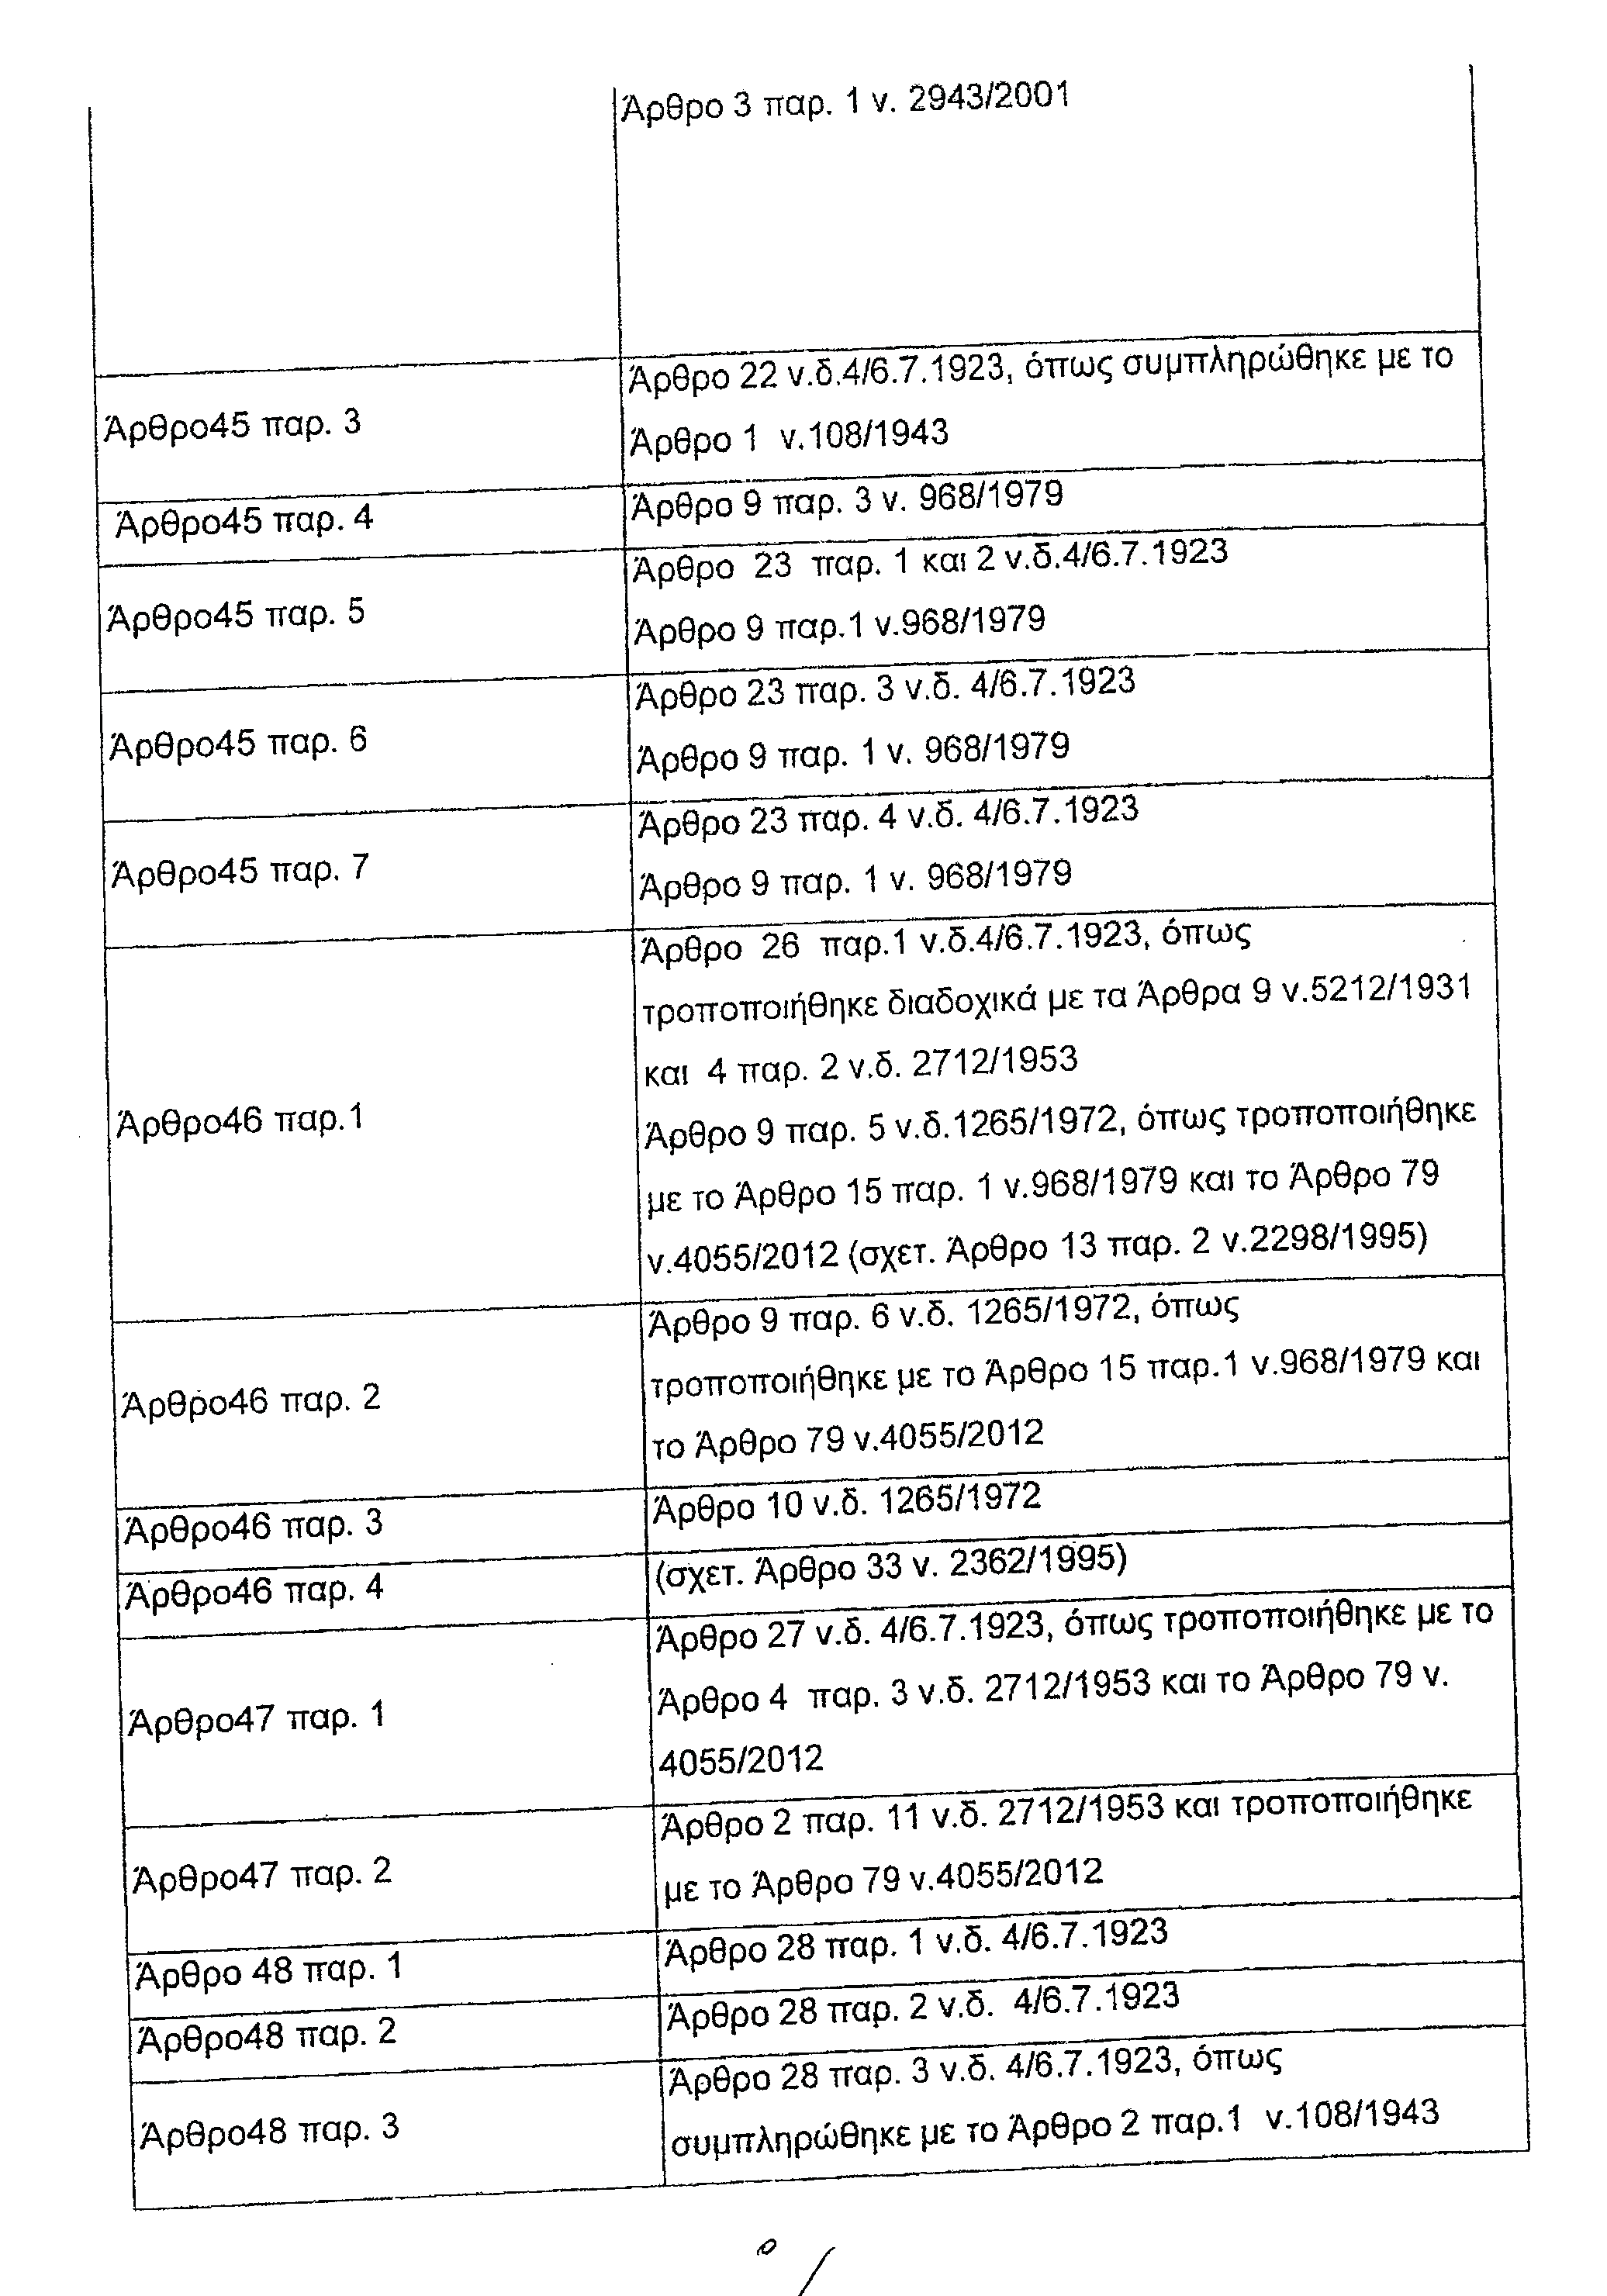 Άρθρο 3 παρ. 1 ν. 2943/2001
Άρθρο45 παρ. 3
Άρθρο 22 ν.δ.4/6.7.1923, όπως συμπληρώθηκε με το
Άρθρο 1 ν.108/1943
Άρθρο45 παρ. 4
Άρθρο 9 παρ. 3 ν. 968/1979
Άρθρο45 παρ. 5
Άρθρο 23 παρ. 1 και 2 ν.δ.4/6.7.1923
Άρθρο 9 παρ.1 ν.968/1979
Άρθρο45 παρ. 6
Άρθρο 23 παρ. 3 ν.δ. 4/6.7.1923
Άρθρο 9 παρ. 1 ν. 968/1979
Άρθρο45 παρ. 7
Άρθρο 23 παρ. 4 ν.δ. 4/6.7.1923
Άρθρο 9 παρ. 1 ν. 968/1979
Άρθρο46 παρ.1
Άρθρο 26 παρ.1 ν.δ.4/6.7.1923, όπως
τροποποιήθηκε διαδοχικά με τα Άρθρα 9 ν.5212/1931
και 4 παρ. 2 ν.δ. 2712/1953
Άρθρο 9 παρ. 5 ν.δ.1265/1972, όπως τροποποιήθηκε
με το Άρθρο 15 παρ. 1 ν.968/1979 και το Άρθρο 79
ν.4055/2012 (σχετ. Άρθρο 13 παρ. 2 ν.2298/1995)
Άρθρο46 παρ. 2
Άρθρο 9 παρ. 6 ν.δ. 1265/1972, όπως
τροποποιήθηκε με το Άρθρο 15 παρ.1 ν.968/1979 και
το Άρθρο 79 ν.4055/2012
Άρθρο46 παρ. 3
Άρθρο 10 ν.δ. 1265/1972
Άρθρο46 παρ. 4
(σχετ. Άρθρο 33 ν. 2362/1995)
Άρθρο47 παρ. 1
Άρθρο 27 ν.δ. 4/6.7.1923, όπως τροποποιήθηκε με το
Άρθρο 4 παρ. 3 ν.δ. 2712/1953 και το Άρθρο 79 ν.
4055/2012
Άρθρο47 παρ. 2
Άρθρο 2 παρ. 11 ν.δ. 2712/1953 και τροποποιήθηκε
με το Άρθρο 79 ν.4055/2012
Άρθρο 48 παρ. 1
Άρθρο 28 παρ. 1 ν.δ. 4/6.7.1923
Άρθρο48 παρ. 2
Άρθρο 28 παρ. 2 ν.δ. 4/6.7.1923
Άρθρο48 παρ. 3
Άρθρο 28 παρ. 3 ν.δ. 4/6.7.1923, όπως
συμπληρώθηκε με το Άρθρο 2 παρ.1 ν.108/1943